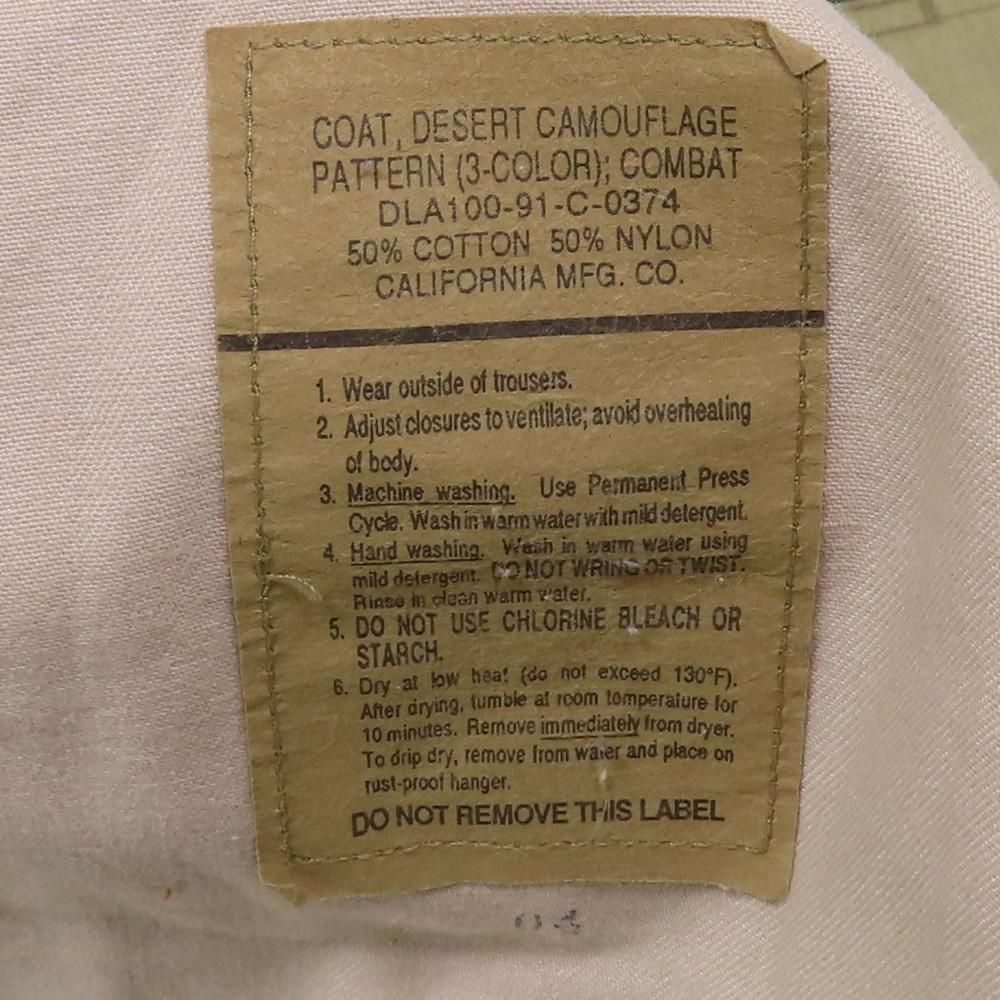 COAT, DESERT CAMOUFLAGE
PATTERN (3-COLOR); COMBAT
DLA100-91-C-0374
50% COTTON 50% NYLON
CALIFORNIA MFG. CO.
1. Wear outside of trousers.
2. Adjust closures to ventilate; avoid overheating
of body.
3. Machine washing. Use Permanent Press
Cycle. Wash in warm water with mild detergent.
4. Hand washing. Wash in warm water using
mild detergent. DO NOT WRING OR TWIST.
Rinse in clean warm water.
5. DO NOT USE CHLORINE BLEACH OR
STARCH.
6. Dry at low heat (do not exceed 130°F).
After drying, tumble at room temperature for
10 minutes. Remove immediately from dryer.
To drip dry, remove from water and place on
rust-proof hanger.
DO NOT REMOVE THIS LABEL